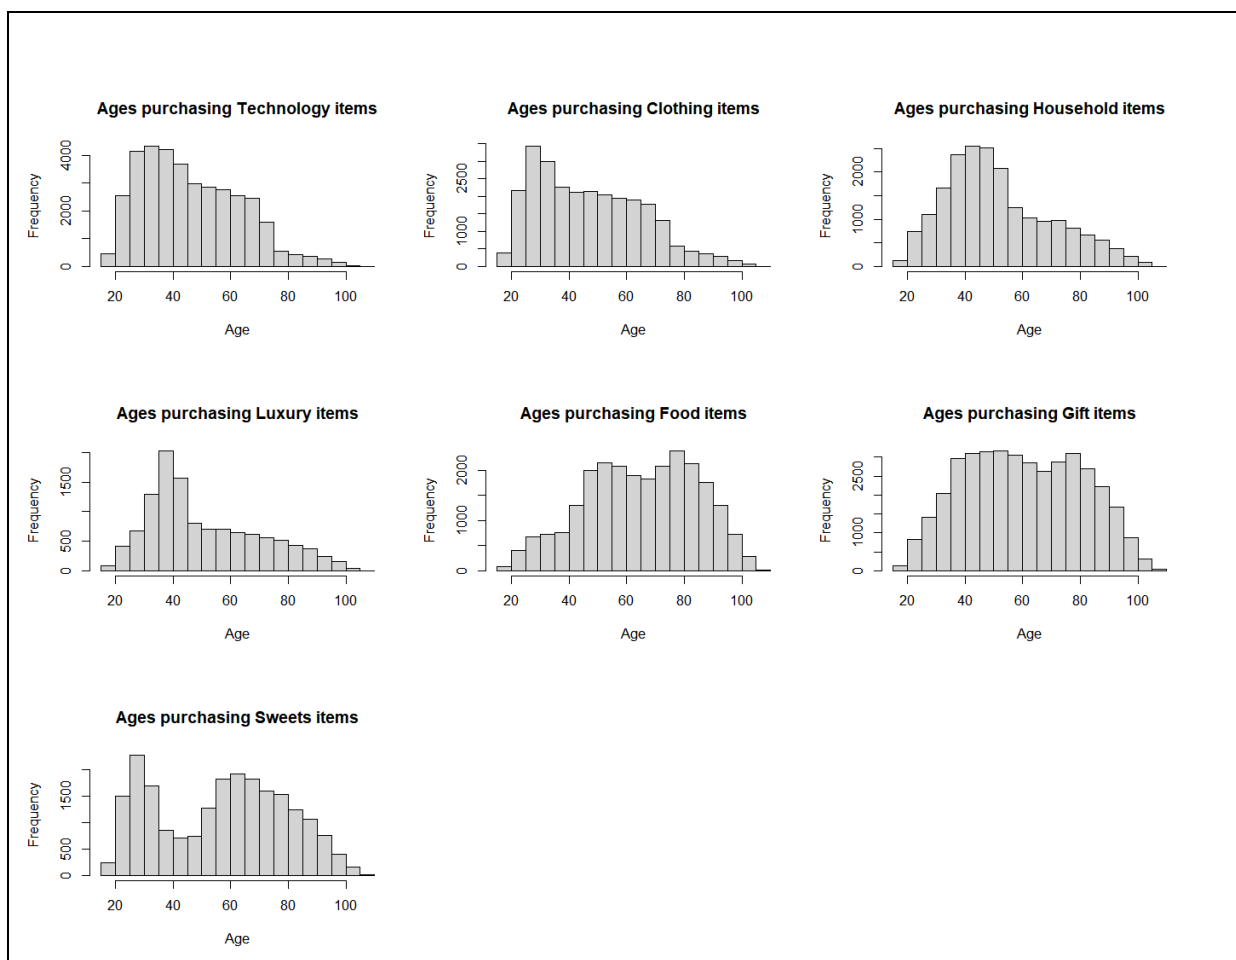 Ages purchasing Technology items
Frequency
0 2000 4000
20 40 60 80 100
Age
Ages purchasing Clothing items
Frequency
0 1000 2500
20 40 60 80 100
Age
Ages purchasing Household items
Frequency
0 1000 2000
20 40 60 80 100
Age
Ages purchasing Luxury items
Frequency
0 500 1500
20 40 60 80 100
Age
Ages purchasing Food items
Frequency
0 1000 2000
20 40 60 80 100
Age
Ages purchasing Gift items
Frequency
0 1000 2500
20 40 60 80 100
Age
Ages purchasing Sweets items
Frequency
0 500 1500
20 40 60 80 100
Age